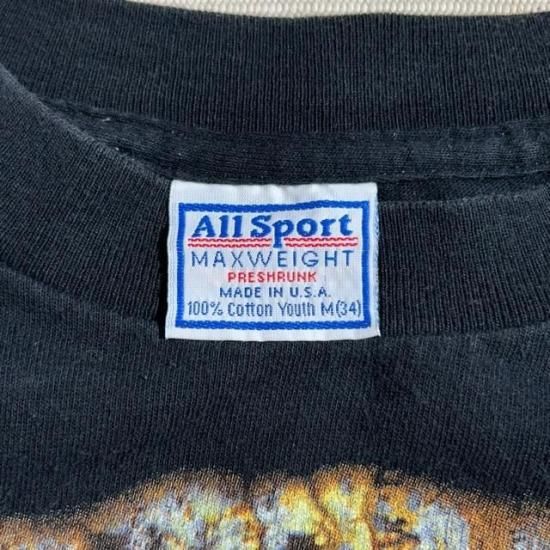 All Sport
MAXWEIGHT
PRESHRUNK
MADE IN U.S.A.
100% Cotton Youth M(34)